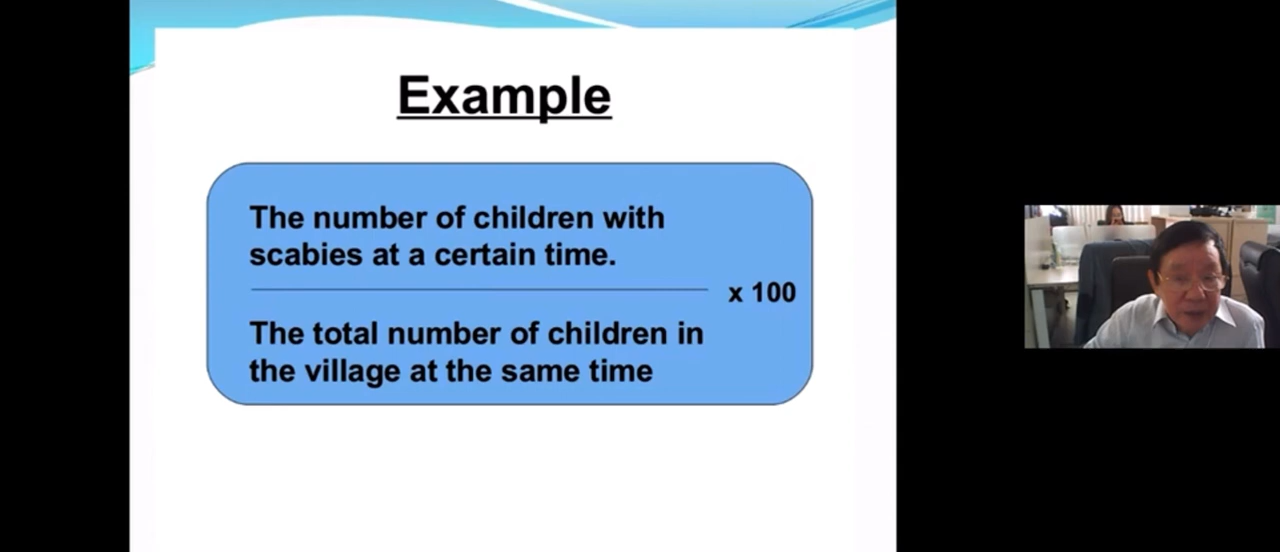 Example
The number of children with
scabies at a certain time.
x 100
The total number of children in
the village at the same time